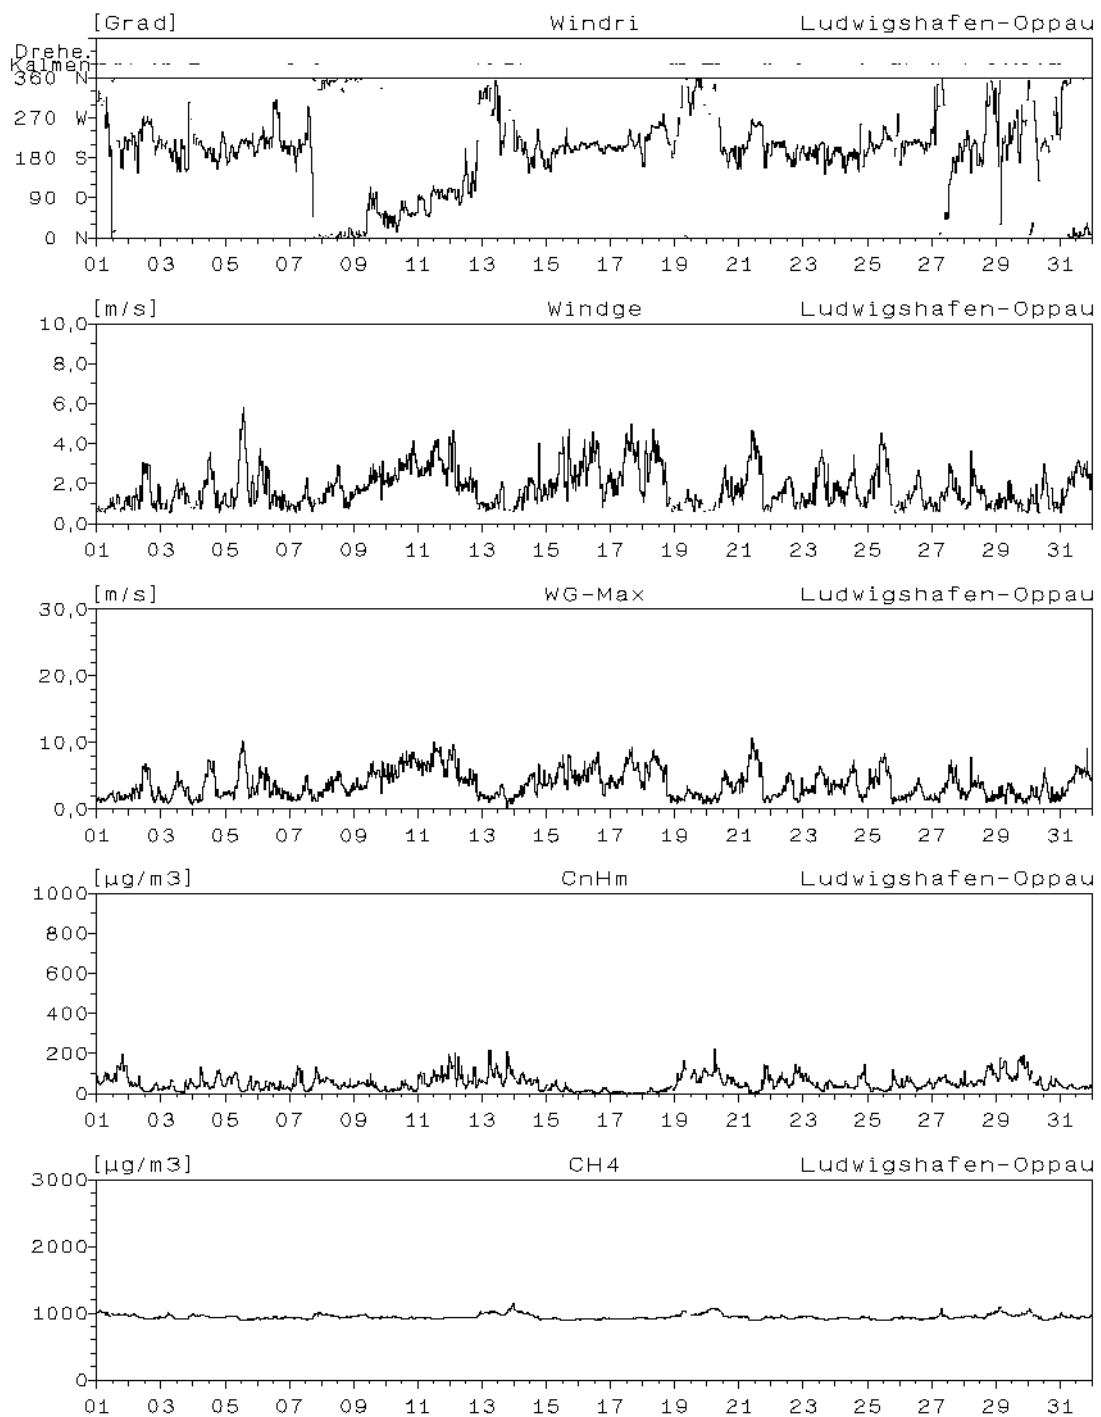 [Grad] Windri Ludwigshafen-Oppau
Drehe.
Kalmen
360 N
270 W
180 S
90 O
0 N
01 03 05 07 09 11 13 15 17 19 21 23 25 27 29 31
[m/s] Windge Ludwigshafen-Oppau
10,0
8,0
6,0
4,0
2,0
0,0
01 03 05 07 09 11 13 15 17 19 21 23 25 27 29 31
[m/s] WG-Max Ludwigshafen-Oppau
30,0
20,0
10,0
0,0
01 03 05 07 09 11 13 15 17 19 21 23 25 27 29 31
[µg/m3] CnHm Ludwigshafen-Oppau
1000
800
600
400
200
0
01 03 05 07 09 11 13 15 17 19 21 23 25 27 29 31
[µg/m3] CH4 Ludwigshafen-Oppau
3000
2000
1000
0
01 03 05 07 09 11 13 15 17 19 21 23 25 27 29 31